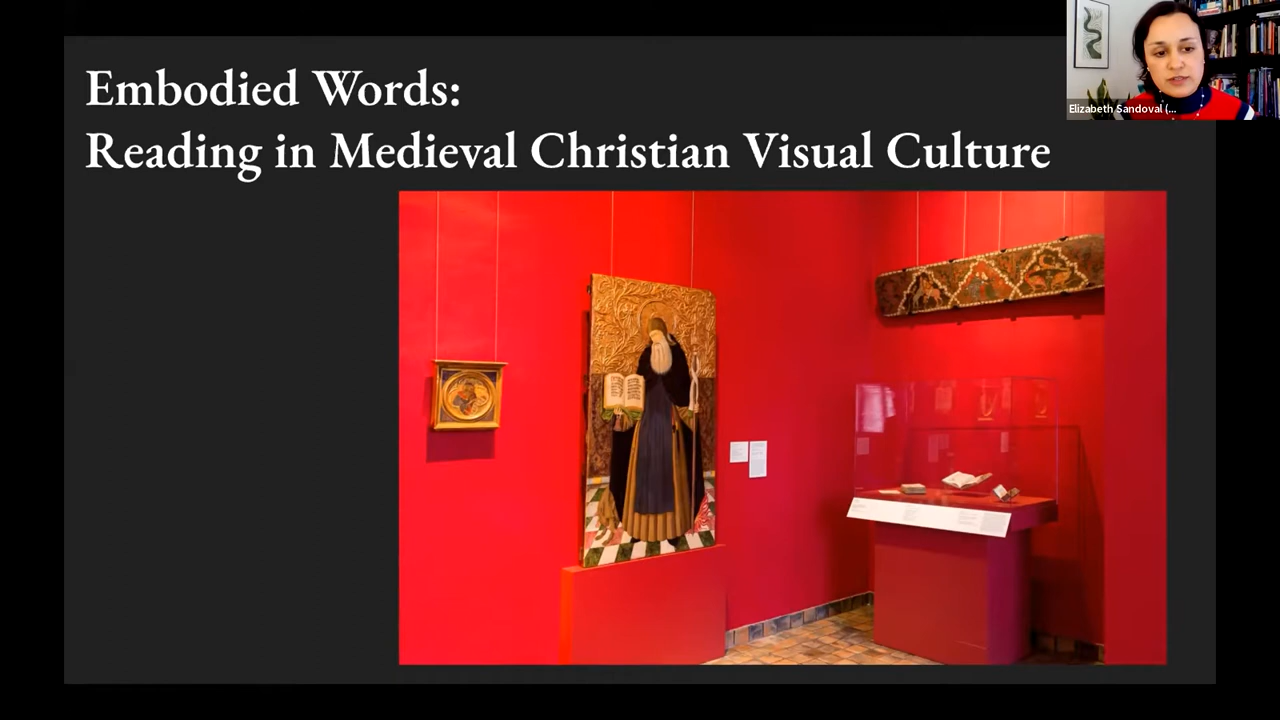 Embodied Words:
Reading in Medieval Christian Visual Culture
Elizabeth Sandoval (...